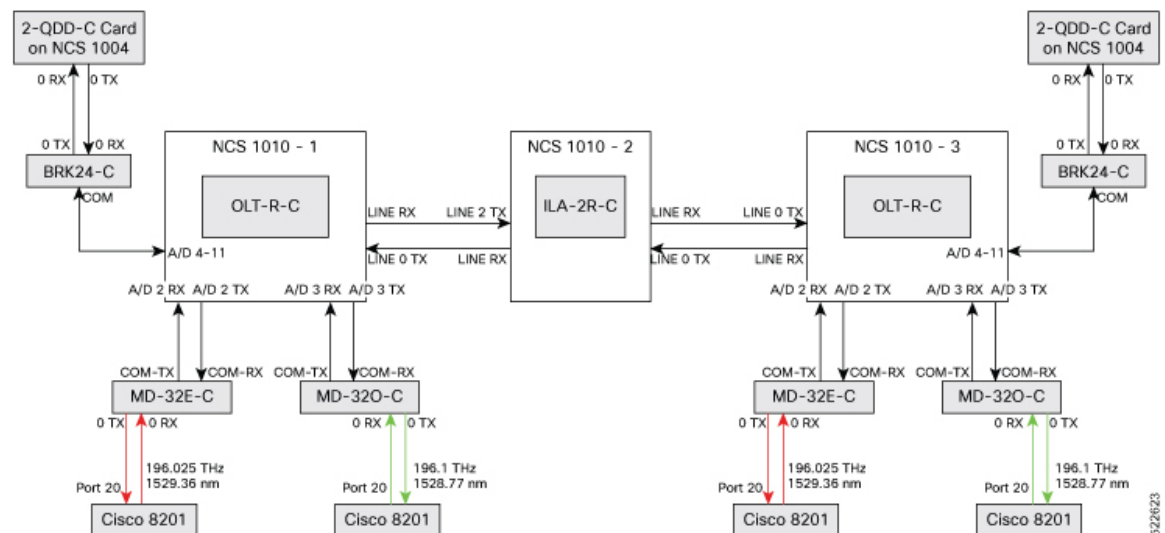 2-QDD-C Card
on NCS 1004
0 RX
0 TX
0 TX
0 RX
BRK24-C
COM
NCS 1010 - 1
OLT-R-C
A/D 4-11
A/D 2 RX
A/D 2 TX
A/D 3 RX
A/D 3 TX
LINE RX
LINE 2 TX
LINE 0 TX
LINE RX
NCS 1010 - 2
ILA-2R-C
LINE RX
LINE 0 TX
LINE 0 TX
LINE RX
NCS 1010 - 3
OLT-R-C
A/D 4-11
A/D 2 RX
A/D 2 TX
A/D 3 RX
A/D 3 TX
2-QDD-C Card
on NCS 1004
0 RX
0 TX
0 TX
0 RX
BRK24-C
COM
COM-TX
COM-RX
MD-32E-C
0 TX
0 RX
196.025 THz
1529.36 nm
Port 20
Cisco 8201
COM-TX
COM-RX
MD-32O-C
0 RX
0 TX
196.1 THz
1528.77 nm
Port 20
Cisco 8201
COM-TX
COM-RX
MD-32E-C
0 TX
0 RX
196.025 THz
1529.36 nm
Port 20
Cisco 8201
COM-TX
COM-RX
MD-32O-C
0 RX
0 TX
196.1 THz
1528.77 nm
Port 20
Cisco 8201
522623